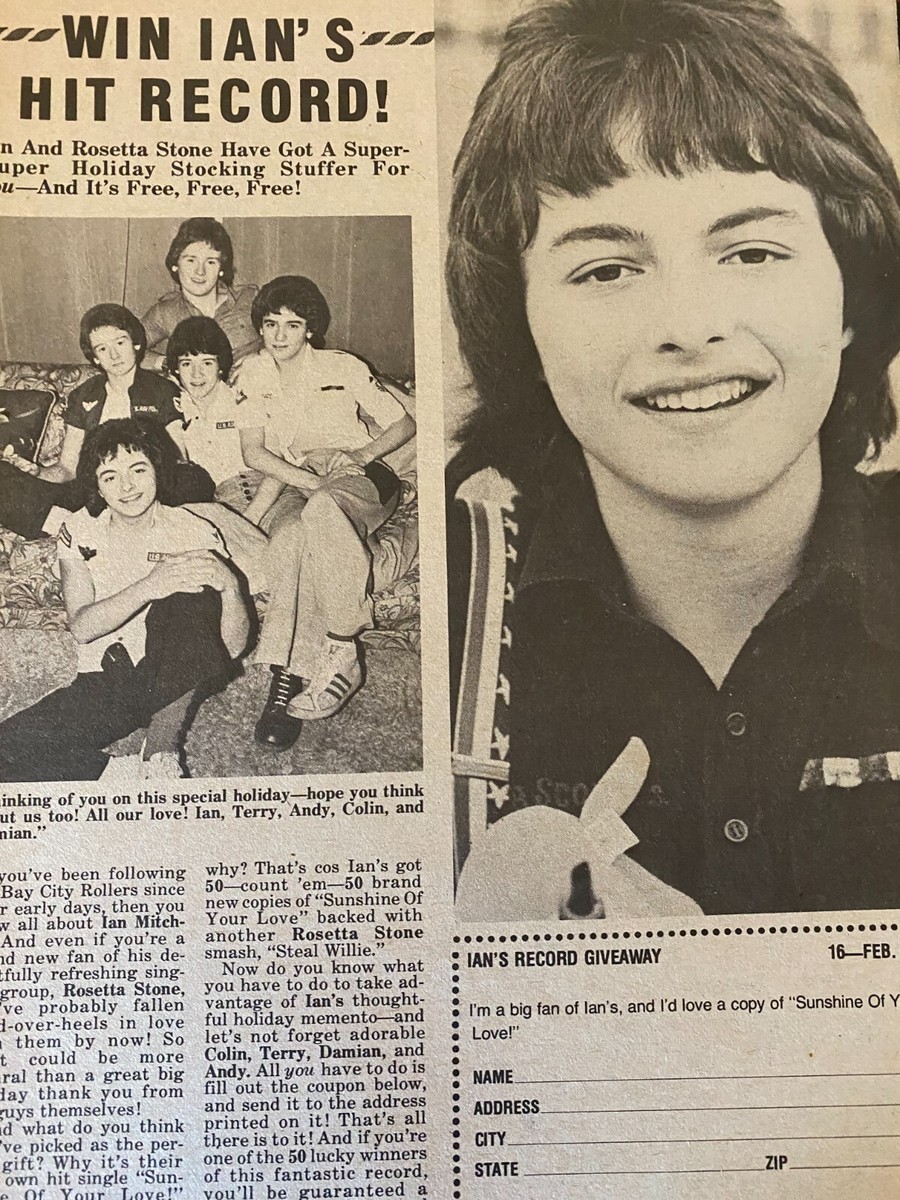 WIN IAN'S
HIT RECORD!
n And Rosetta Stone Have Got A Super-
uper Holiday Stocking Stuffer For
ou—And It's Free, Free, Free!
inking of you on this special holiday—hope you think
ut us too! All our love! Ian, Terry, Andy, Colin, and
mian."
you've been following
Bay City Rollers since
r early days, then you
w all about Ian Mitch-
And even if you're a
nd new fan of his de-
tfully refreshing sing-
group, Rosetta Stone,
've probably fallen
d-over-heels in love
them by now! So
t could be more
ral than a great big
day thank you from
guys themselves!
d what do you think
've picked as the per-
gift? Why it's their
own hit single "Sun-
e Of Your Love!"
why? That's cos Ian's got
50—count 'em—50 brand
new copies of "Sunshine Of
Your Love" backed with
another Rosetta Stone
smash, "Steal Willie."
Now do you know what
you have to do to take ad-
vantage of Ian's thought-
ful holiday memento—and
let's not forget adorable
Colin, Terry, Damian, and
Andy. All you have to do is
fill out the coupon below,
and send it to the address
printed on it! That's all
there is to it! And if you're
one of the 50 lucky winners
of this fantastic record,
you'll be guaranteed a
IAN'S RECORD GIVEAWAY 16—FEB.
I'm a big fan of Ian's, and I'd love a copy of "Sunshine Of Y
Love!"
NAME
ADDRESS
CITY
STATE ZIP